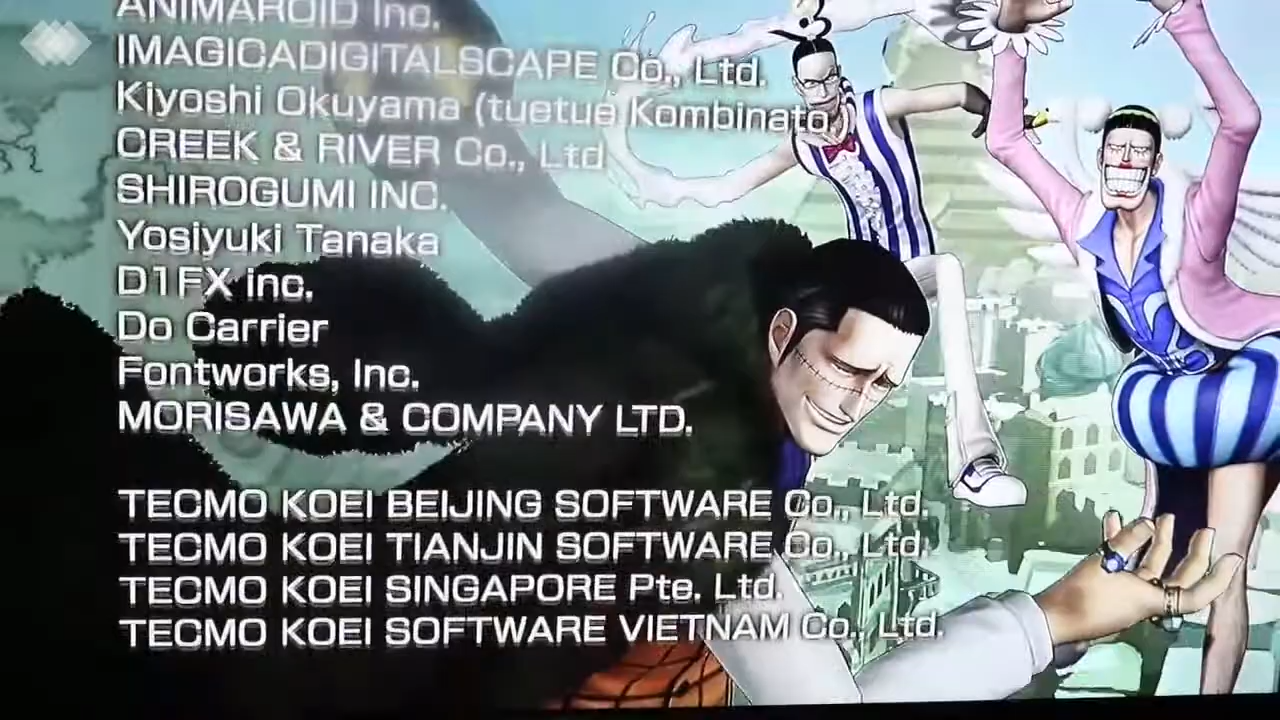 ANIMAROID Inc.
IMAGICADIGITALSCAPE Co., Ltd.
Kiyoshi Okuyama (tuetue Kombinato)
CREEK & RIVER Co., Ltd
SHIROGUMI INC.
Yosiyuki Tanaka
D1FX inc.
Do Carrier
Fontworks, Inc.
MORISAWA & COMPANY LTD.
TECMO KOEI BEIJING SOFTWARE Co., Ltd.
TECMO KOEI TIANJIN SOFTWARE Co., Ltd.
TECMO KOEI SINGAPORE Pte. Ltd.
TECMO KOEI SOFTWARE VIETNAM Co., Ltd.